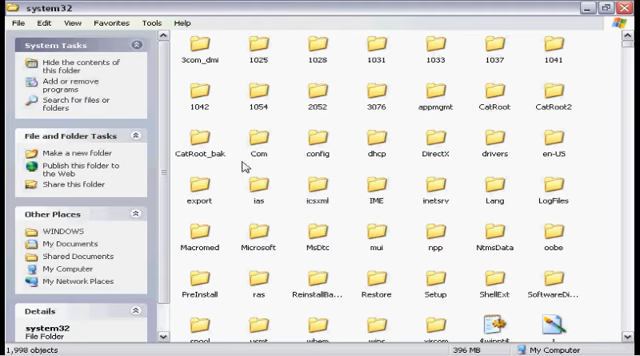 system32
File Edit View Favorites Tools Help
System Tasks
Hide the contents of
this folder
Add or remove
programs
Search for files or
folders
File and Folder Tasks
Make a new folder
Publish this folder to
the Web
Share this folder
Other Places
WINDOWS
My Documents
Shared Documents
My Computer
My Network Places
Details
system32
File Folder
3com_dmi 1025 1028 1031 1033 1037 1041
1042 1054 2052 3076 appmgmt CatRoot CatRoot2
CatRoot_bak Com config dhcp DirectX drivers en-US
export ias icsxml IME inetsrv Lang LogFiles
Macromed Microsoft MsDtc mui npp NtmsData oobe
PreInstall ras ReinstallBa... Restore Setup ShellExt SoftwareDi...
spool usmt wbem wins xircom
1,998 objects 396 MB My Computer